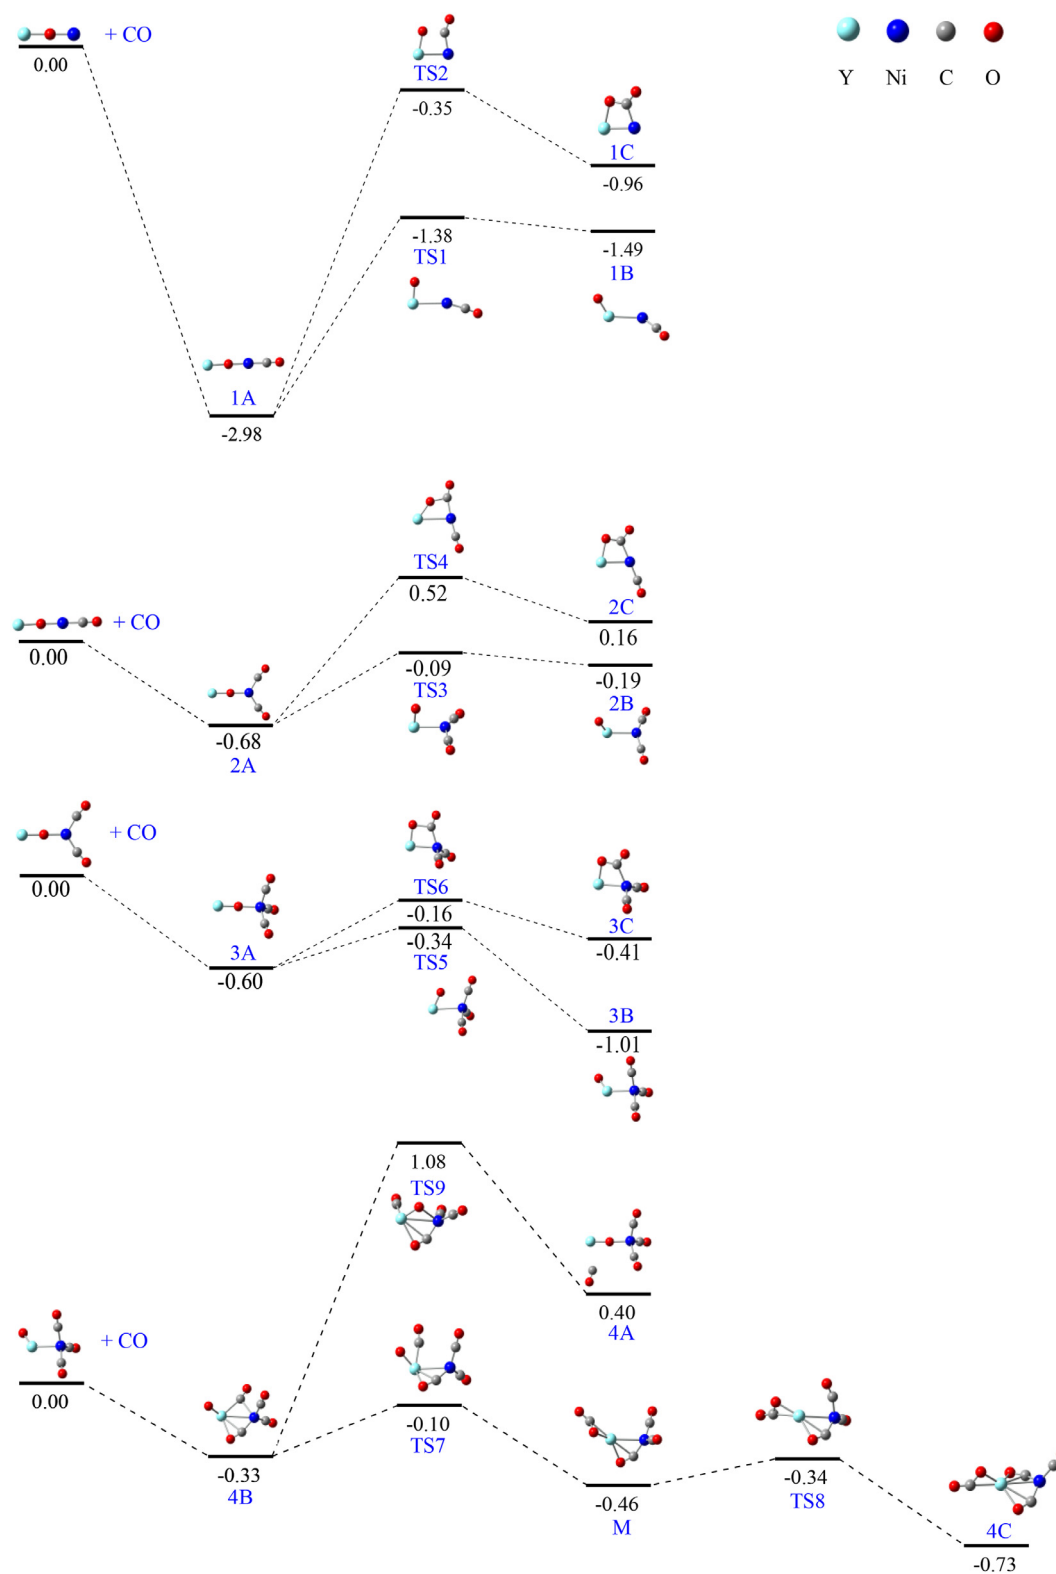 + CO
0.00
TS2
-0.35
1C
-0.96
-1.38
TS1
-1.49
1B
1A
-2.98
Y Ni C O
TS4
0.52
2C
0.16
+ CO
0.00
-0.09
TS3
-0.19
2B
-0.68
2A
+ CO
0.00
TS6
-0.16
3C
-0.41
-0.34
TS5
3A
-0.60
3B
-1.01
1.08
TS9
0.40
4A
+ CO
0.00
-0.10
TS7
-0.33
4B
-0.46
M
-0.34
TS8
4C
-0.73